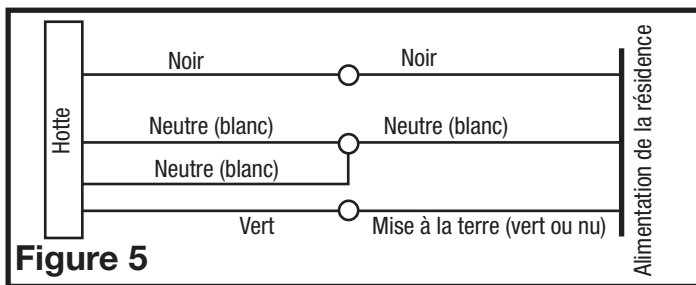 Noir
Noir
Neutre (blanc)
Neutre (blanc)
Neutre (blanc)
Vert
Mise à la terre (vert ou nu)
Hotte
Alimentation de la résidence
Figure 5